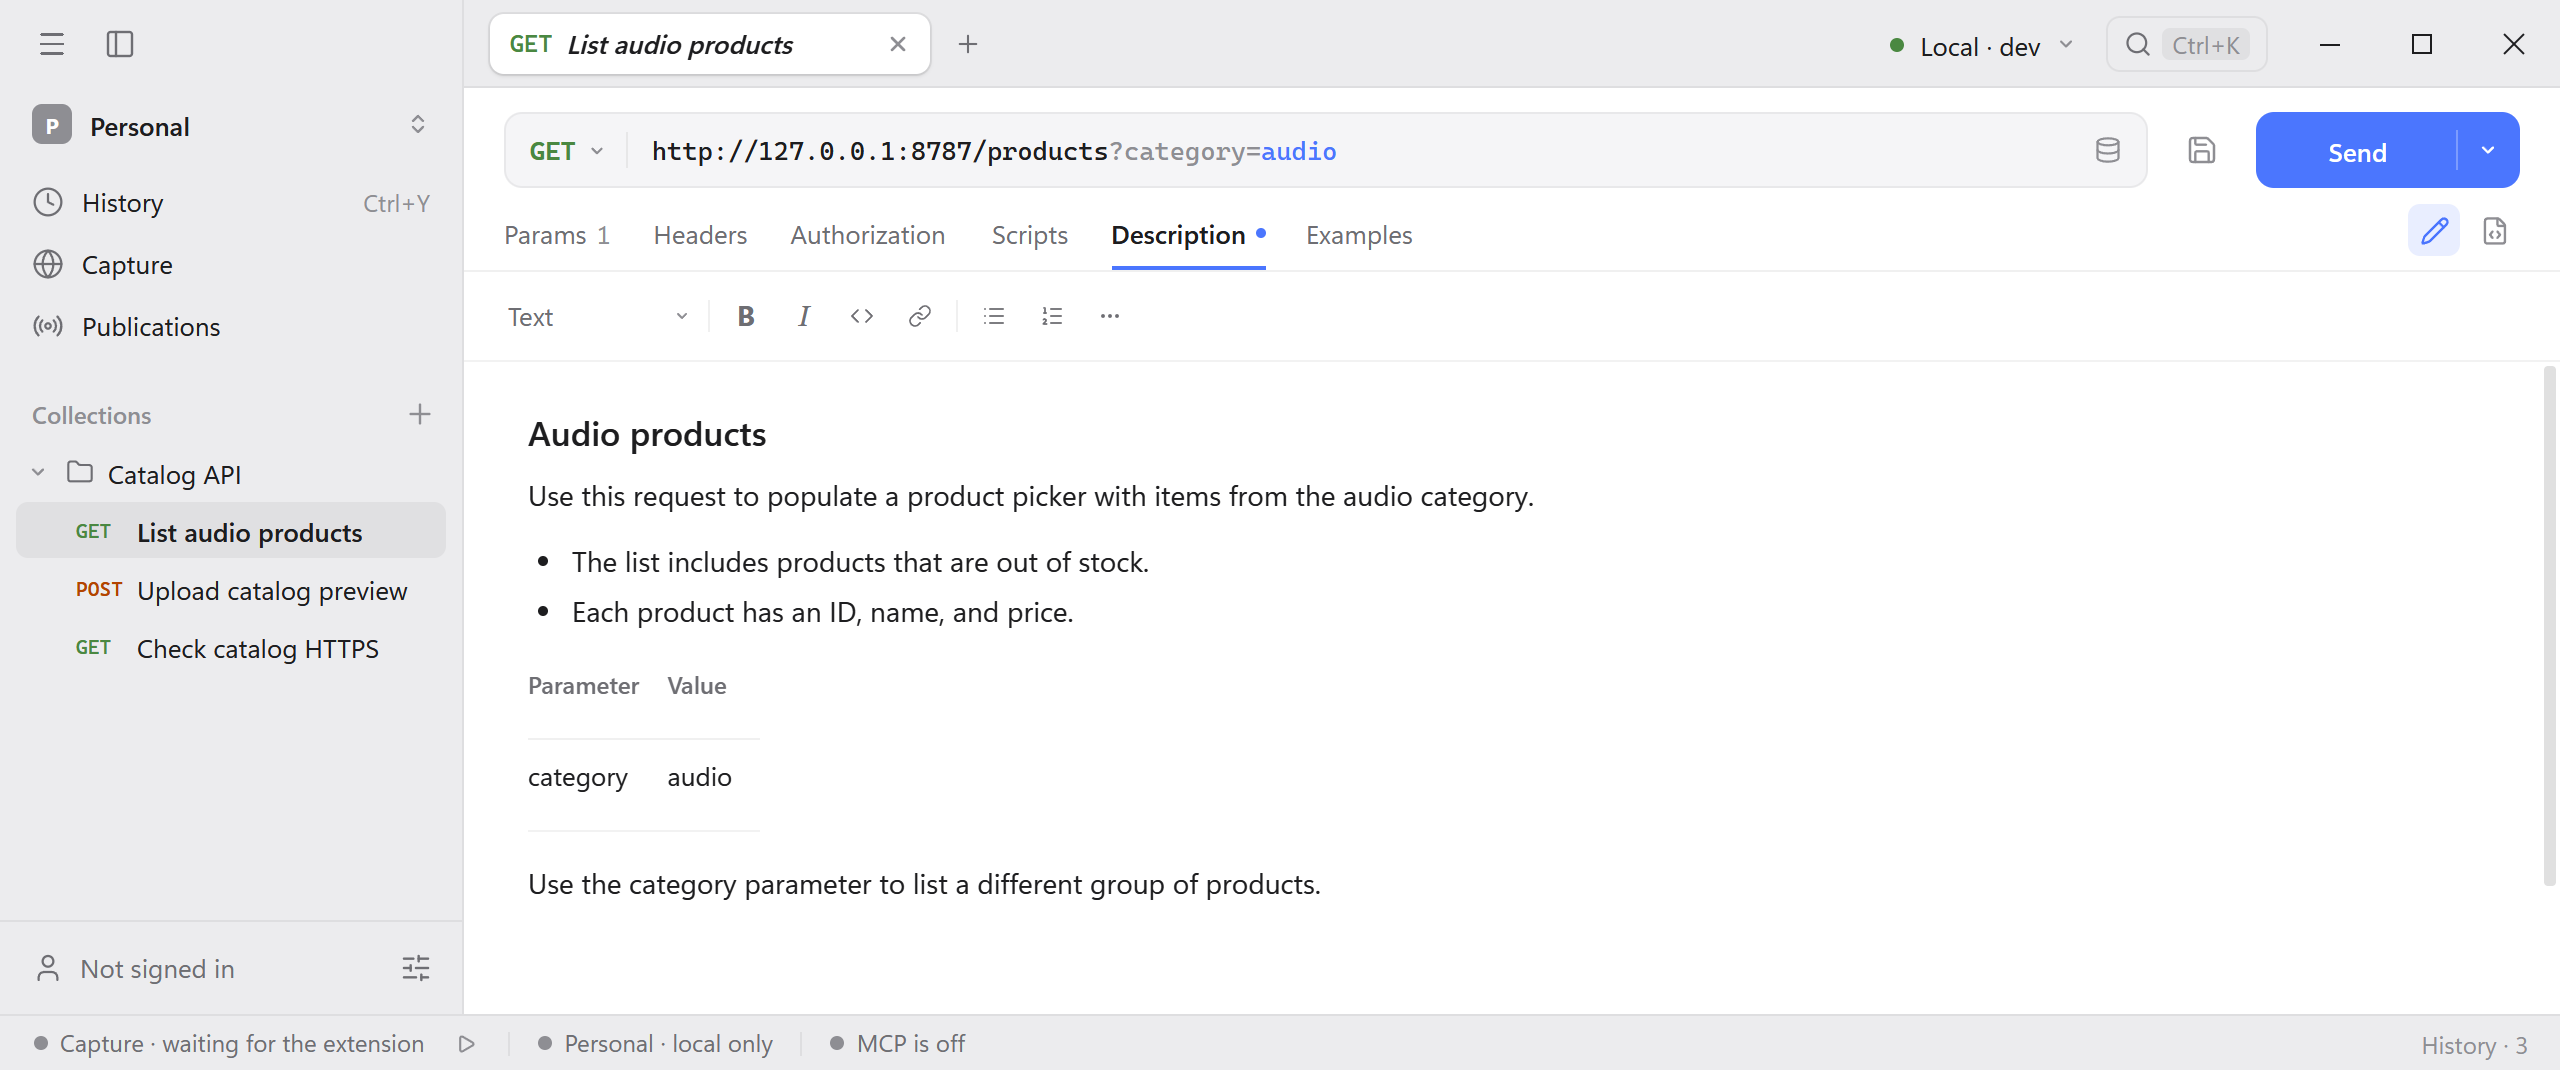 GET List audio products
Local · dev
Ctrl+K
P Personal
History Ctrl+Y
Capture
Publications
Collections
Catalog API
GET List audio products
POST Upload catalog preview
GET Check catalog HTTPS
Not signed in
GET http://127.0.0.1:8787/products?category=audio
Send
Params 1 Headers Authorization Scripts Description Examples
Text B I
Audio products
Use this request to populate a product picker with items from the audio category.
• The list includes products that are out of stock.
• Each product has an ID, name, and price.
Parameter Value
category audio
Use the category parameter to list a different group of products.
Capture · waiting for the extension
Personal · local only
MCP is off
History · 3